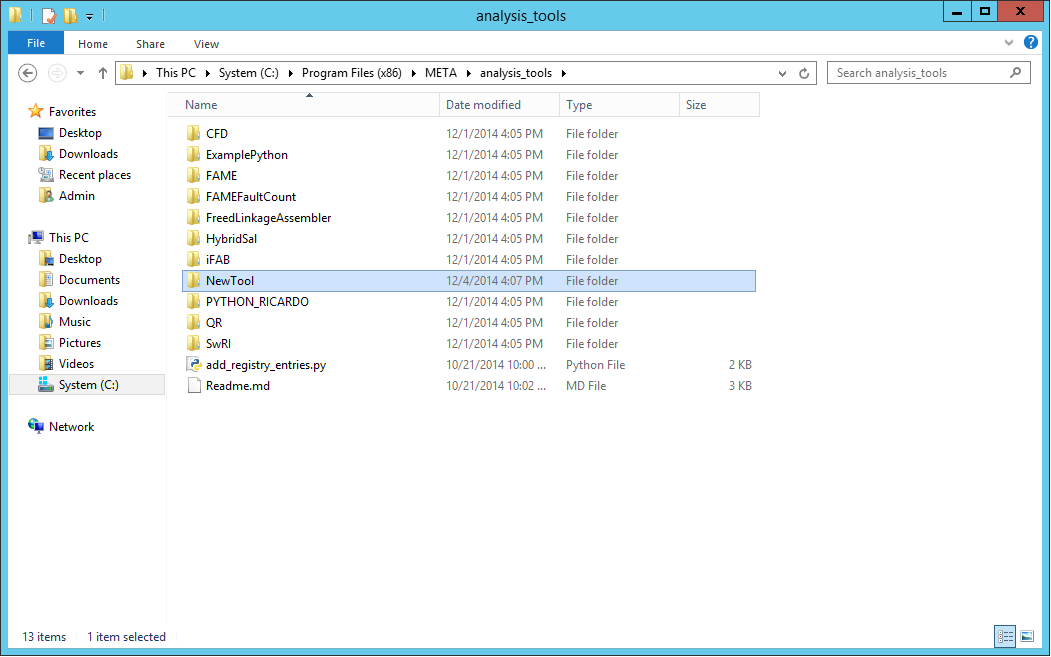 analysis_tools
File Home Share View
This PC System (C:) Program Files (x86) META analysis_tools Search analysis_tools
Name Date modified Type Size
Favorites
Desktop
Downloads
Recent places
Admin
This PC
Desktop
Documents
Downloads
Music
Pictures
Videos
System (C:)
Network
CFD 12/1/2014 4:05 PM File folder
ExamplePython 12/1/2014 4:05 PM File folder
FAME 12/1/2014 4:05 PM File folder
FAMEFaultCount 12/1/2014 4:05 PM File folder
FreedLinkageAssembler 12/1/2014 4:05 PM File folder
HybridSal 12/1/2014 4:05 PM File folder
iFAB 12/1/2014 4:05 PM File folder
NewTool 12/4/2014 4:07 PM File folder
PYTHON_RICARDO 12/1/2014 4:05 PM File folder
QR 12/1/2014 4:05 PM File folder
SwRI 12/1/2014 4:05 PM File folder
add_registry_entries.py 10/21/2014 10:00 ... Python File 2 KB
Readme.md 10/21/2014 10:02 ... MD File 3 KB
13 items 1 item selected